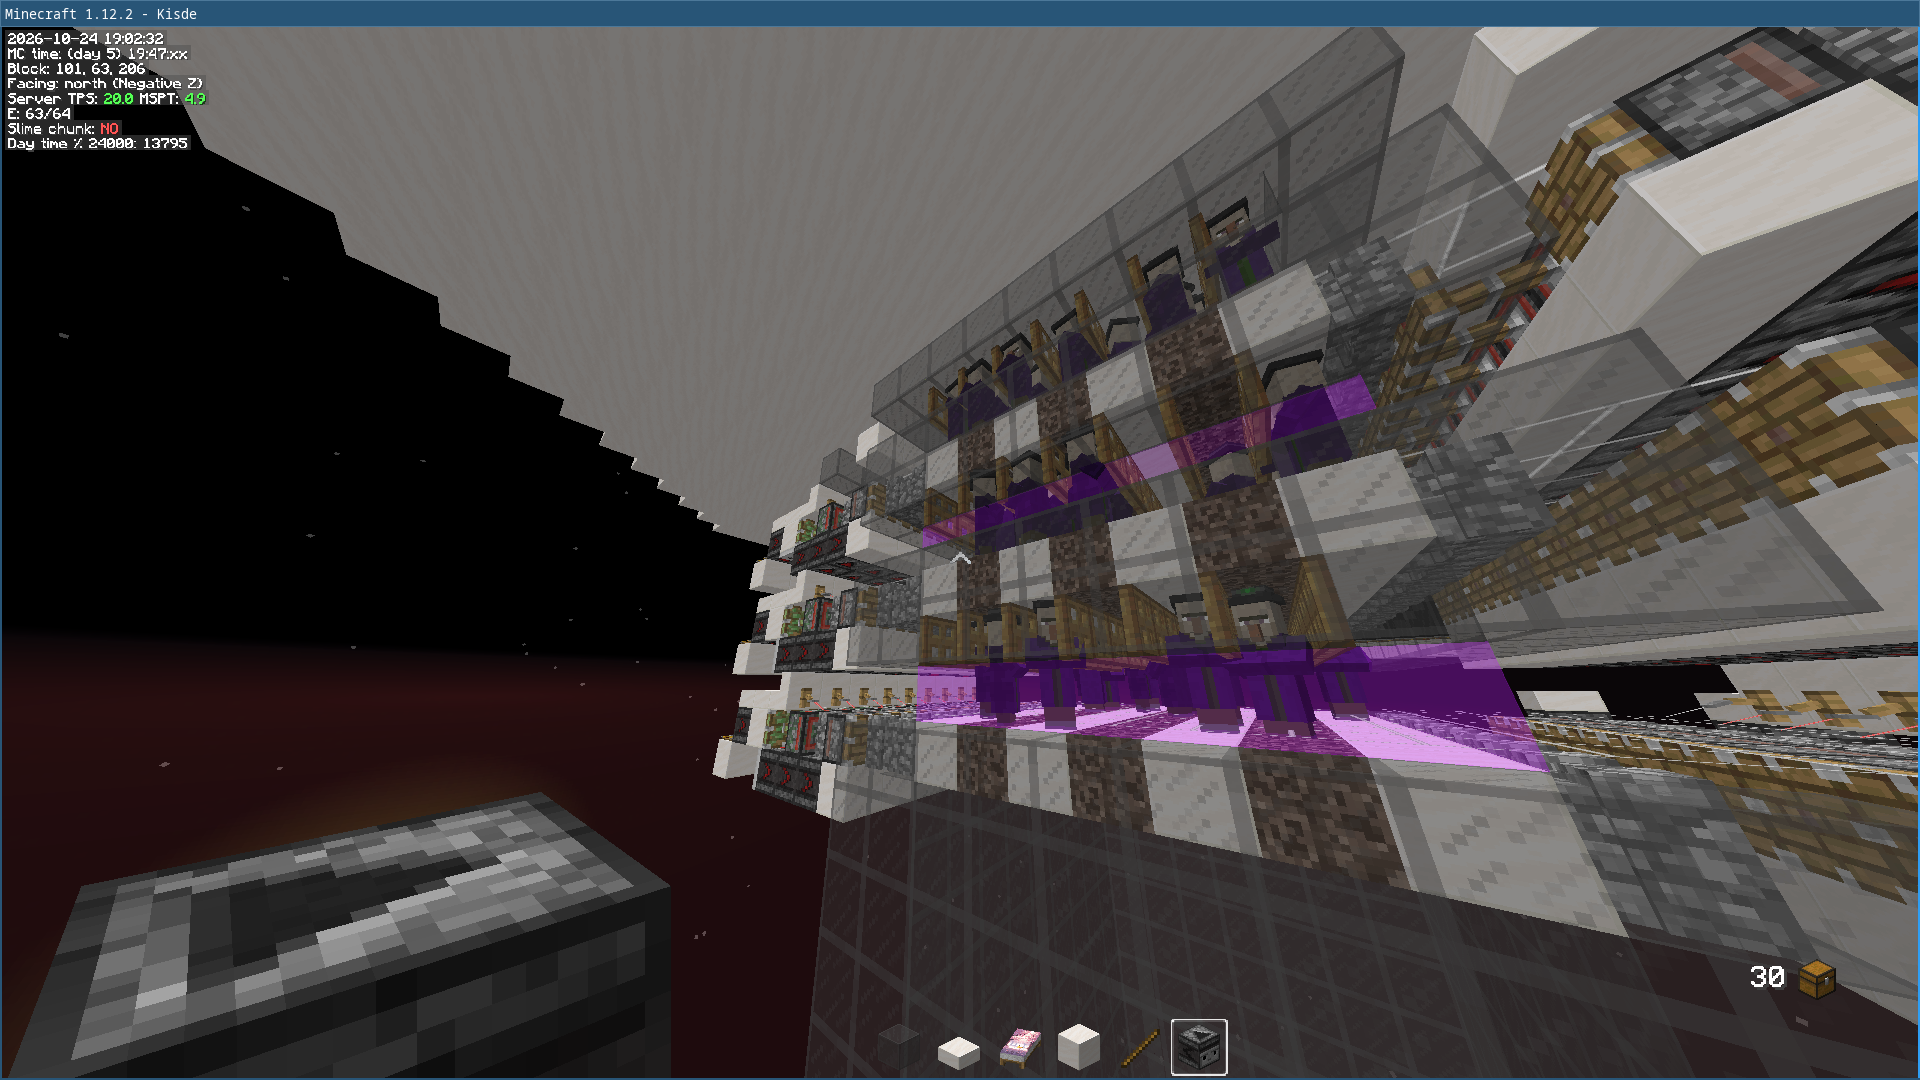 Minecraft 1.12.2 - Kisde
2026-10-24 19:02:32
MC time: (day 5) 19:47:xx
Block: 101, 63, 206
Facing: north (Negative Z)
Server TPS: 20.0 MSPT: 4.9
E: 63/64
Slime chunk: NO
Day time % 24000: 13795
30